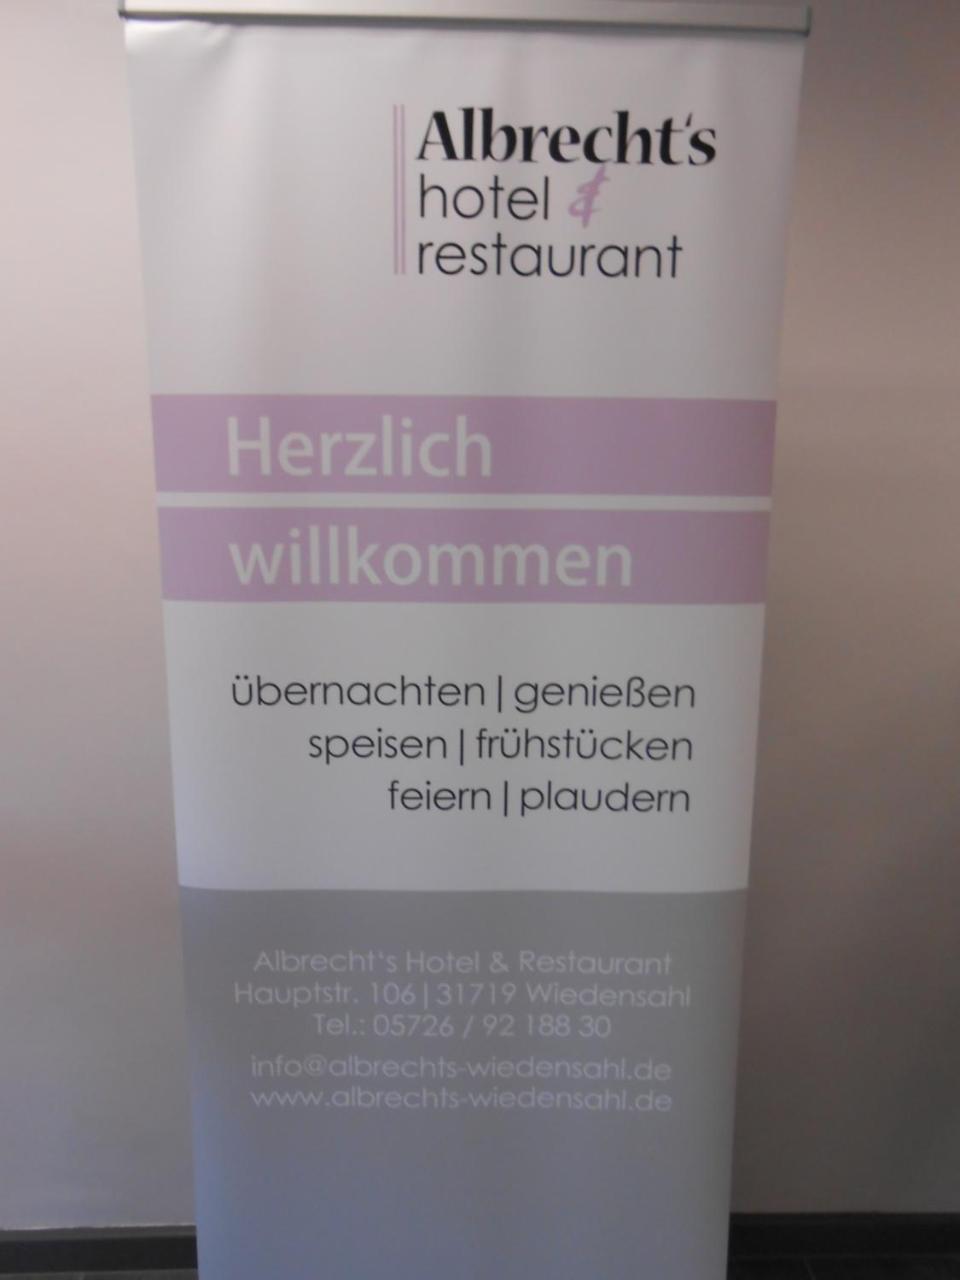 Albrecht's
hotel &
restaurant
Herzlich
willkommen
übernachten | genießen
speisen | frühstücken
feiern | plaudern
Albrecht's Hotel & Restaurant
Hauptstr. 106 | 31719 Wiedensahl
Tel.: 05726 / 92 188 30
info@albrechts-wiedensahl.de
www.albrechts-wiedensahl.de